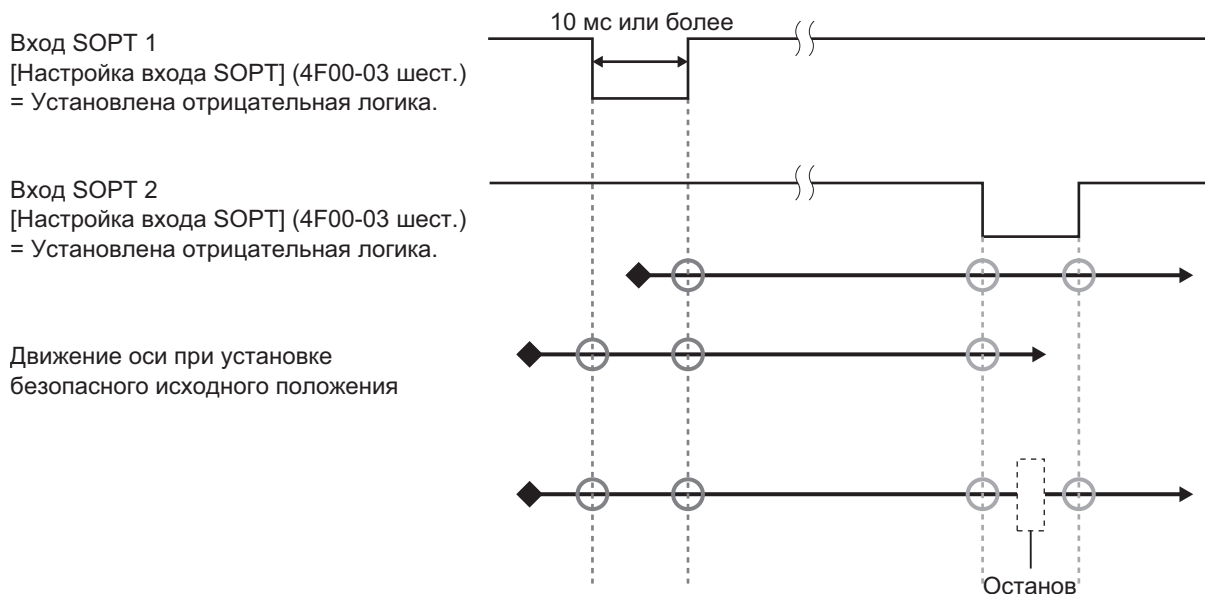 10 мс или более
Вход SOPT 1
[Настройка входа SOPT] (4F00-03 шест.)
= Установлена отрицательная логика.
Вход SOPT 2
[Настройка входа SOPT] (4F00-03 шест.)
= Установлена отрицательная логика.
Движение оси при установке
безопасного исходного положения
Останов